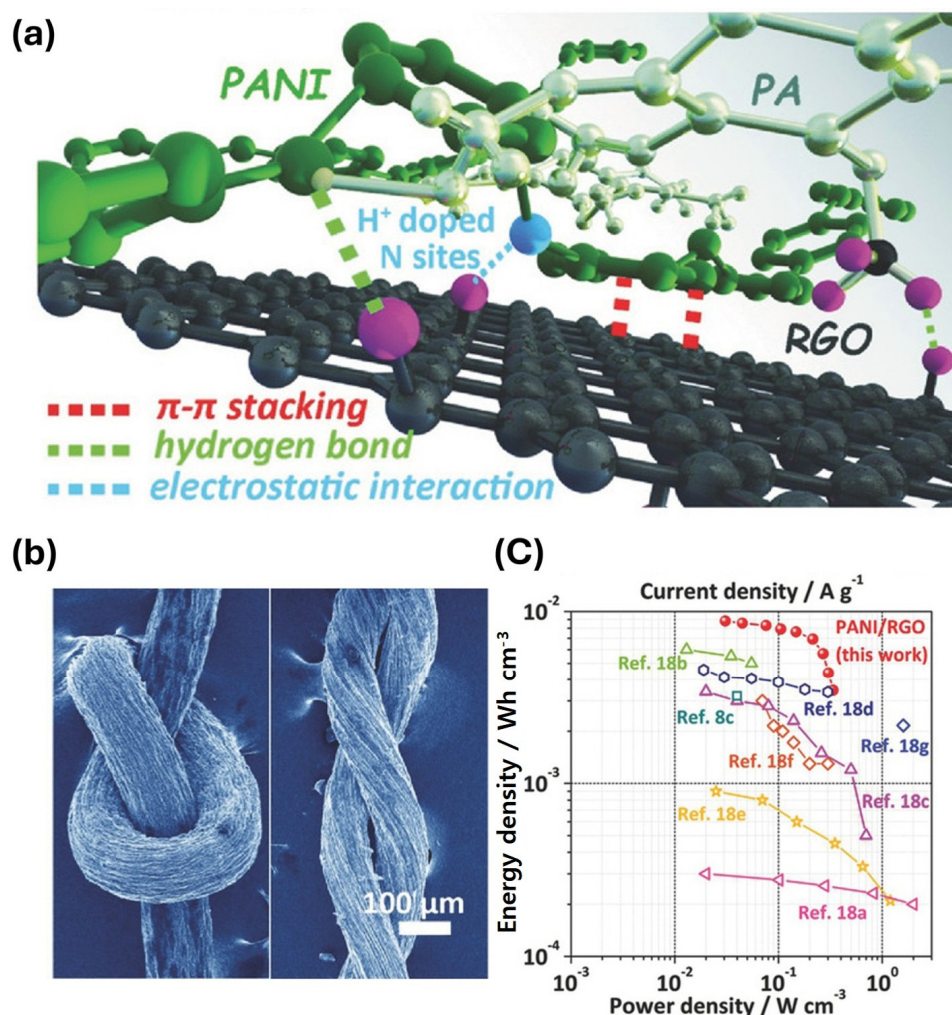 (a)
PANI
PA
H⁺ doped
N sites
RGO
π-π stacking
hydrogen bond
electrostatic interaction
(b)
100 μm
(C)
Current density / A g⁻¹
Energy density / Wh cm⁻³
10⁻²
10⁻³
10⁻⁴
PANI/RGO
(this work)
Ref. 18b
Ref. 18d
Ref. 8c
Ref. 18g
Ref. 18f
Ref. 18c
Ref. 18e
Ref. 18a
10⁻³ 10⁻² 10⁻¹ 10⁰
Power density / W cm⁻³